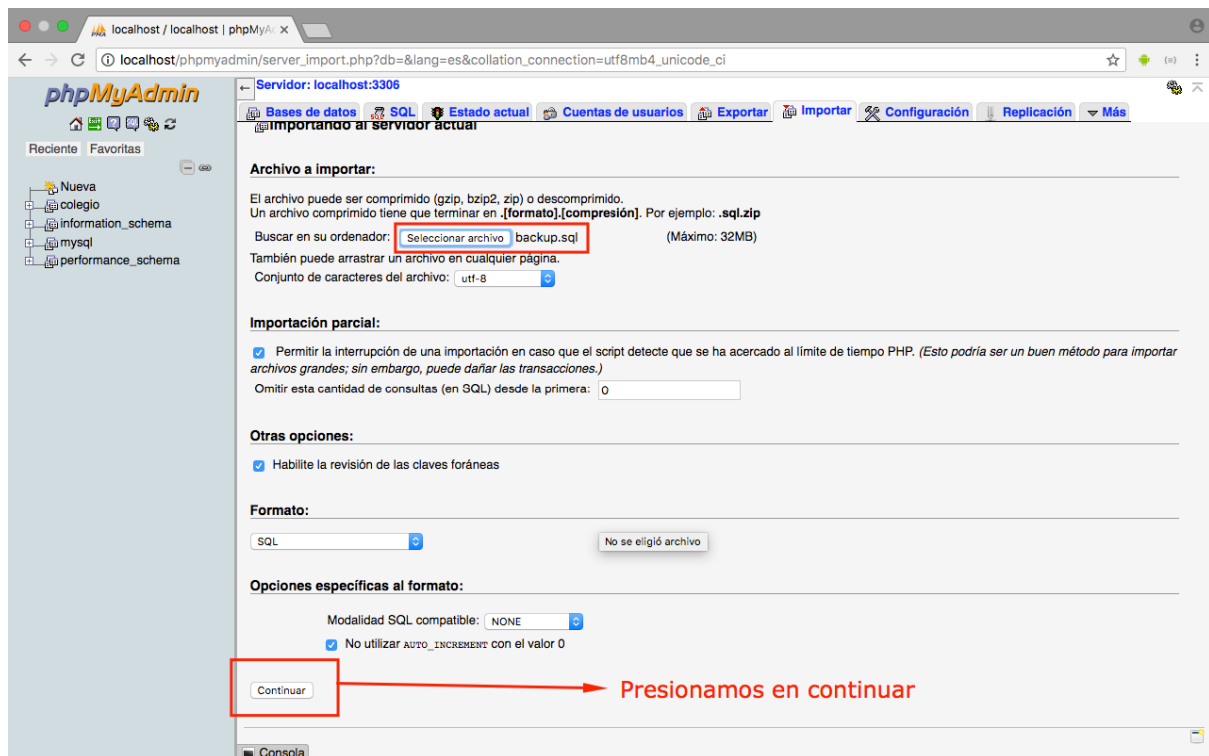 localhost / localhost | phpMyAd
localhost/phpmyadmin/server_import.php?db=&lang=es&collation_connection=utf8mb4_unicode_ci
phpMyAdmin
Reciente Favoritas
Nueva
colegio
information_schema
mysql
performance_schema
Servidor: localhost:3306
Bases de datos SQL Estado actual Cuentas de usuarios Exportar Importar Configuración Replicación Más
Importando al servidor actual
Archivo a importar:
El archivo puede ser comprimido (gzip, bzip2, zip) o descomprimido.
Un archivo comprimido tiene que terminar en .[formato].[compresión]. Por ejemplo: .sql.zip
Buscar en su ordenador: Seleccionar archivo backup.sql (Máximo: 32MB)
También puede arrastrar un archivo en cualquier página.
Conjunto de caracteres del archivo: utf-8
Importación parcial:
Permitir la interrupción de una importación en caso que el script detecte que se ha acercado al límite de tiempo PHP. (Esto podría ser un buen método para importar
archivos grandes; sin embargo, puede dañar las transacciones.)
Omitir esta cantidad de consultas (en SQL) desde la primera: 0
Otras opciones:
Habilite la revisión de las claves foráneas
Formato:
SQL No se eligió archivo
Opciones específicas al formato:
Modalidad SQL compatible: NONE
No utilizar AUTO_INCREMENT con el valor 0
Continuar Presionamos en continuar
Consola